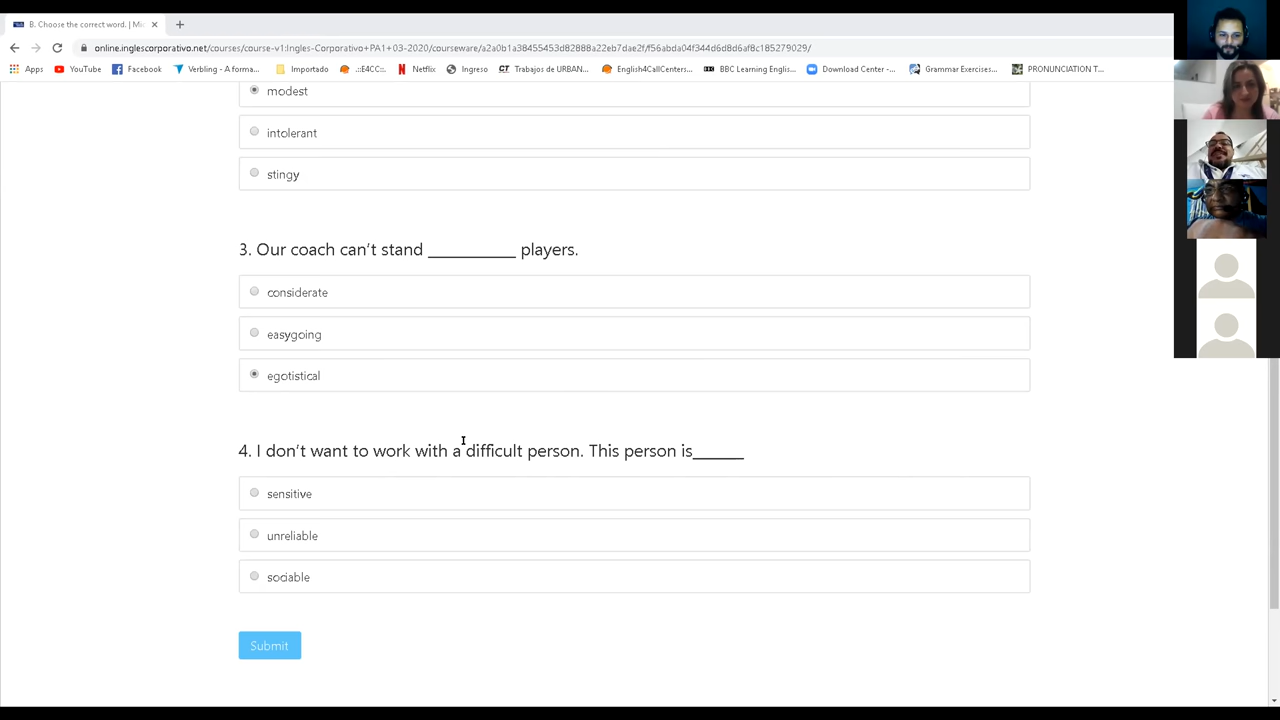 B. Choose the correct word. | Mi
online.inglescorporativo.net/courses/course-v1:Ingles-Corporativo+PA1+03-2020/courseware/a2a0b1a38455453d82888a22eb7dae2f/f56abda04f344d6d8d6af8c185279029/
Apps YouTube Facebook Verbling - A forma... Importado .::E4CC::. Netflix Ingreso Trabajos de URBAN... English4CallCenters... BBC Learning Englis... Download Center -... Grammar Exercises... PRONUNCIATION T...
modest
intolerant
stingy
3. Our coach can't stand ___________ players.
considerate
easygoing
egotistical
4. I don't want to work with a difficult person. This person is______
sensitive
unreliable
sociable
Submit